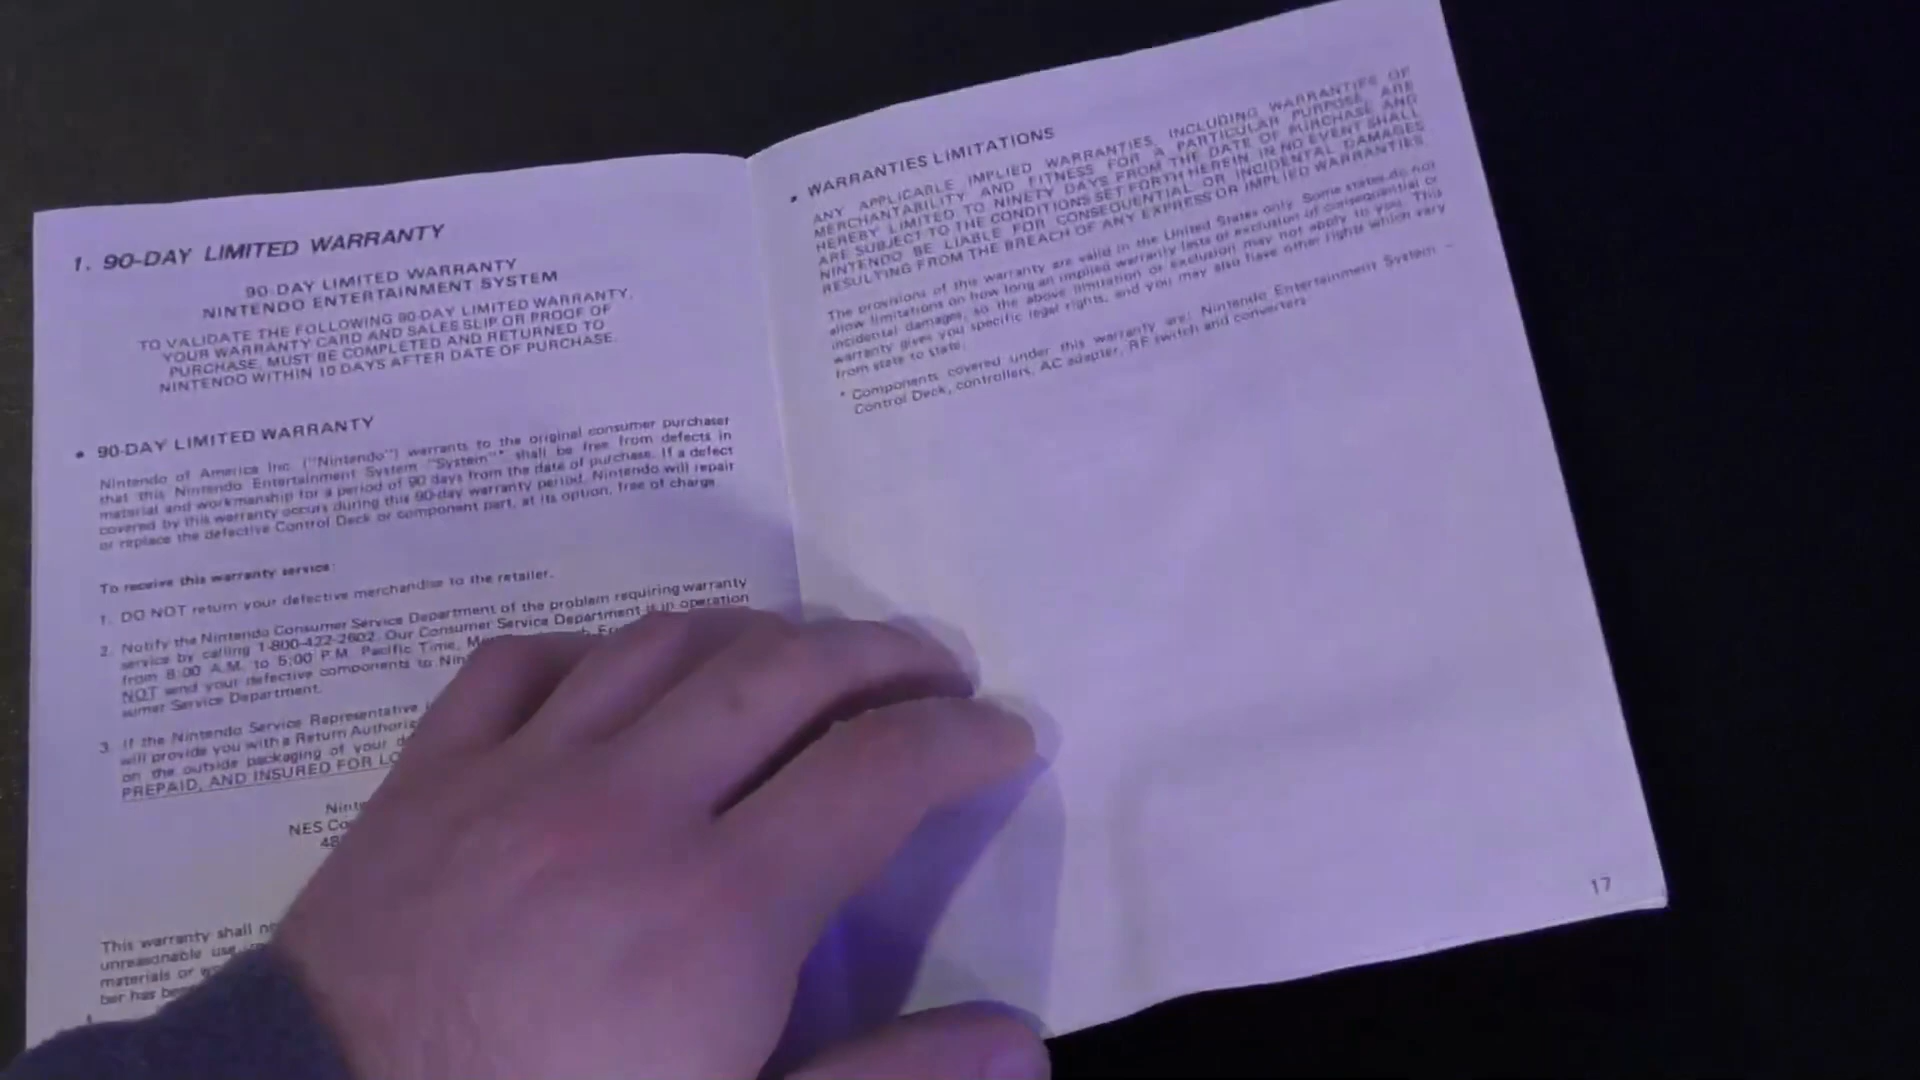 1. 90-DAY LIMITED WARRANTY
90-DAY LIMITED WARRANTY
NINTENDO ENTERTAINMENT SYSTEM
TO VALIDATE THE FOLLOWING 90-DAY LIMITED WARRANTY,
YOUR WARRANTY CARD AND SALES SLIP OR PROOF OF
PURCHASE, MUST BE COMPLETED AND RETURNED TO
NINTENDO WITHIN 10 DAYS AFTER DATE OF PURCHASE.
• 90-DAY LIMITED WARRANTY
Nintendo of America Inc. ("Nintendo") warrants to the original consumer purchaser
that this Nintendo Entertainment System "System"* shall be free from defects in
material and workmanship for a period of 90 days from the date of purchase. If a defect
covered by this warranty occurs during this 90-day warranty period, Nintendo will repair
or replace the defective Control Deck or component part, at its option, free of charge.
To receive this warranty service:
1. DO NOT return your defective merchandise to the retailer.
2. Notify the Nintendo Consumer Service Department of the problem requiring warranty
service by calling 1-800-422-2602. Our Consumer Service Department is in operation
from 8:00 A.M. to 5:00 P.M. Pacific Time,
NOT send your defective components to
sumer Service Department.
3. If the Nintendo Service Representative
will provide you with a Return
on the outside packaging of your
PREPAID, AND INSURED FOR
NES
This warranty shall
unreasonable use,
materials or
ber has
• WARRANTIES LIMITATIONS
ANY APPLICABLE IMPLIED WARRANTIES, INCLUDING WARRANTIES OF
MERCHANTABILITY AND FITNESS FOR A PARTICULAR PURPOSE, ARE
HEREBY LIMITED TO NINETY DAYS FROM THE DATE OF PURCHASE AND
ARE SUBJECT TO THE CONDITIONS SET FORTH HEREIN. IN NO EVENT SHALL
NINTENDO BE LIABLE FOR CONSEQUENTIAL OR INCIDENTAL DAMAGES
RESULTING FROM THE BREACH OF ANY EXPRESS OR IMPLIED WARRANTIES.
The provisions of this warranty are valid in the United States only. Some states do not
allow limitations on how long an implied warranty lasts or exclusion of consequential or
incidental damages, so the above limitation or exclusion may not apply to you. This
warranty gives you specific legal rights, and you may also have other rights which vary
from state to state.
* Components covered under this warranty are: Nintendo Entertainment System –
Control Deck, controllers, AC adapter, RF switch and converters
17